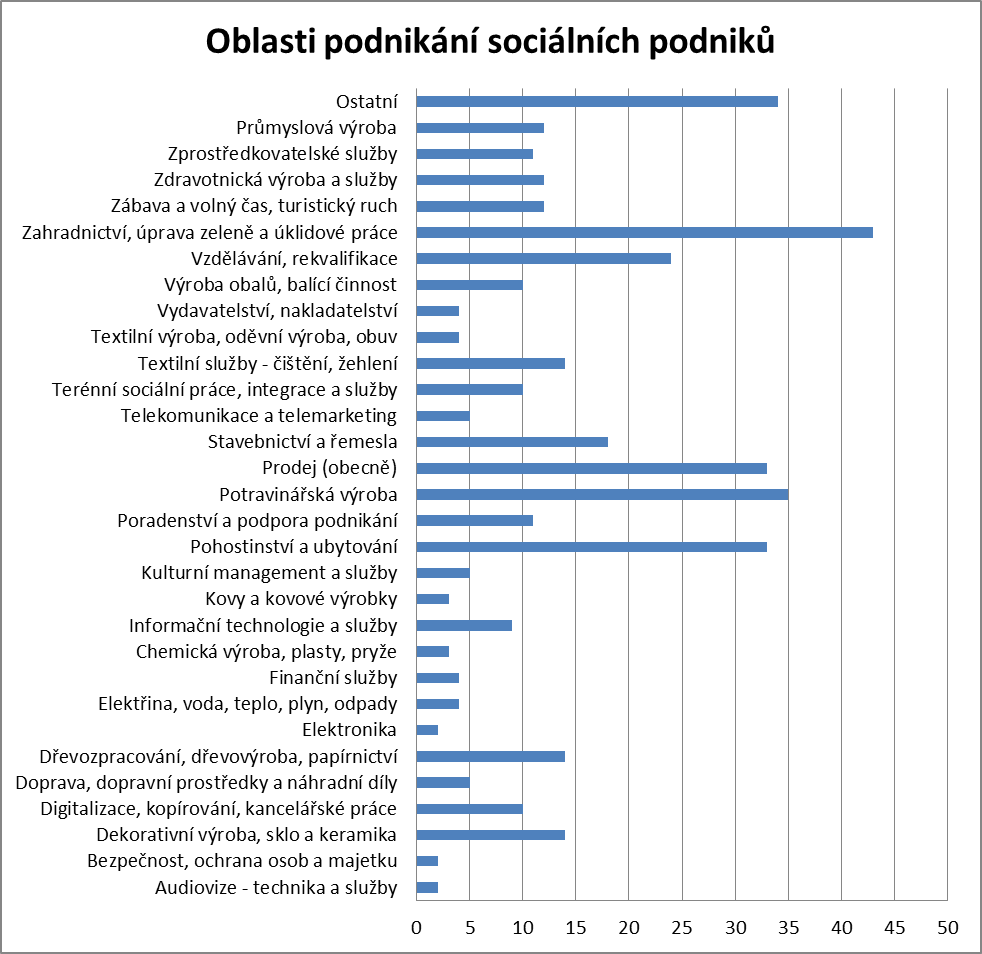 Oblasti podnikání sociálních podniků
Ostatní
Průmyslová výroba
Zprostředkovatelské služby
Zdravotnická výroba a služby
Zábava a volný čas, turistický ruch
Zahradnictví, úprava zeleně a úklidové práce
Vzdělávání, rekvalifikace
Výroba obalů, balící činnost
Vydavatelství, nakladatelství
Textilní výroba, oděvní výroba, obuv
Textilní služby - čištění, žehlení
Terénní sociální práce, integrace a služby
Telekomunikace a telemarketing
Stavebnictví a řemesla
Prodej (obecně)
Potravinářská výroba
Poradenství a podpora podnikání
Pohostinství a ubytování
Kulturní management a služby
Kovy a kovové výrobky
Informační technologie a služby
Chemická výroba, plasty, pryže
Finanční služby
Elektřina, voda, teplo, plyn, odpady
Elektronika
Dřevozpracování, dřevovýroba, papírnictví
Doprava, dopravní prostředky a náhradní díly
Digitalizace, kopírování, kancelářské práce
Dekorativní výroba, sklo a keramika
Bezpečnost, ochrana osob a majetku
Audiovize - technika a služby
0 5 10 15 20 25 30 35 40 45 50